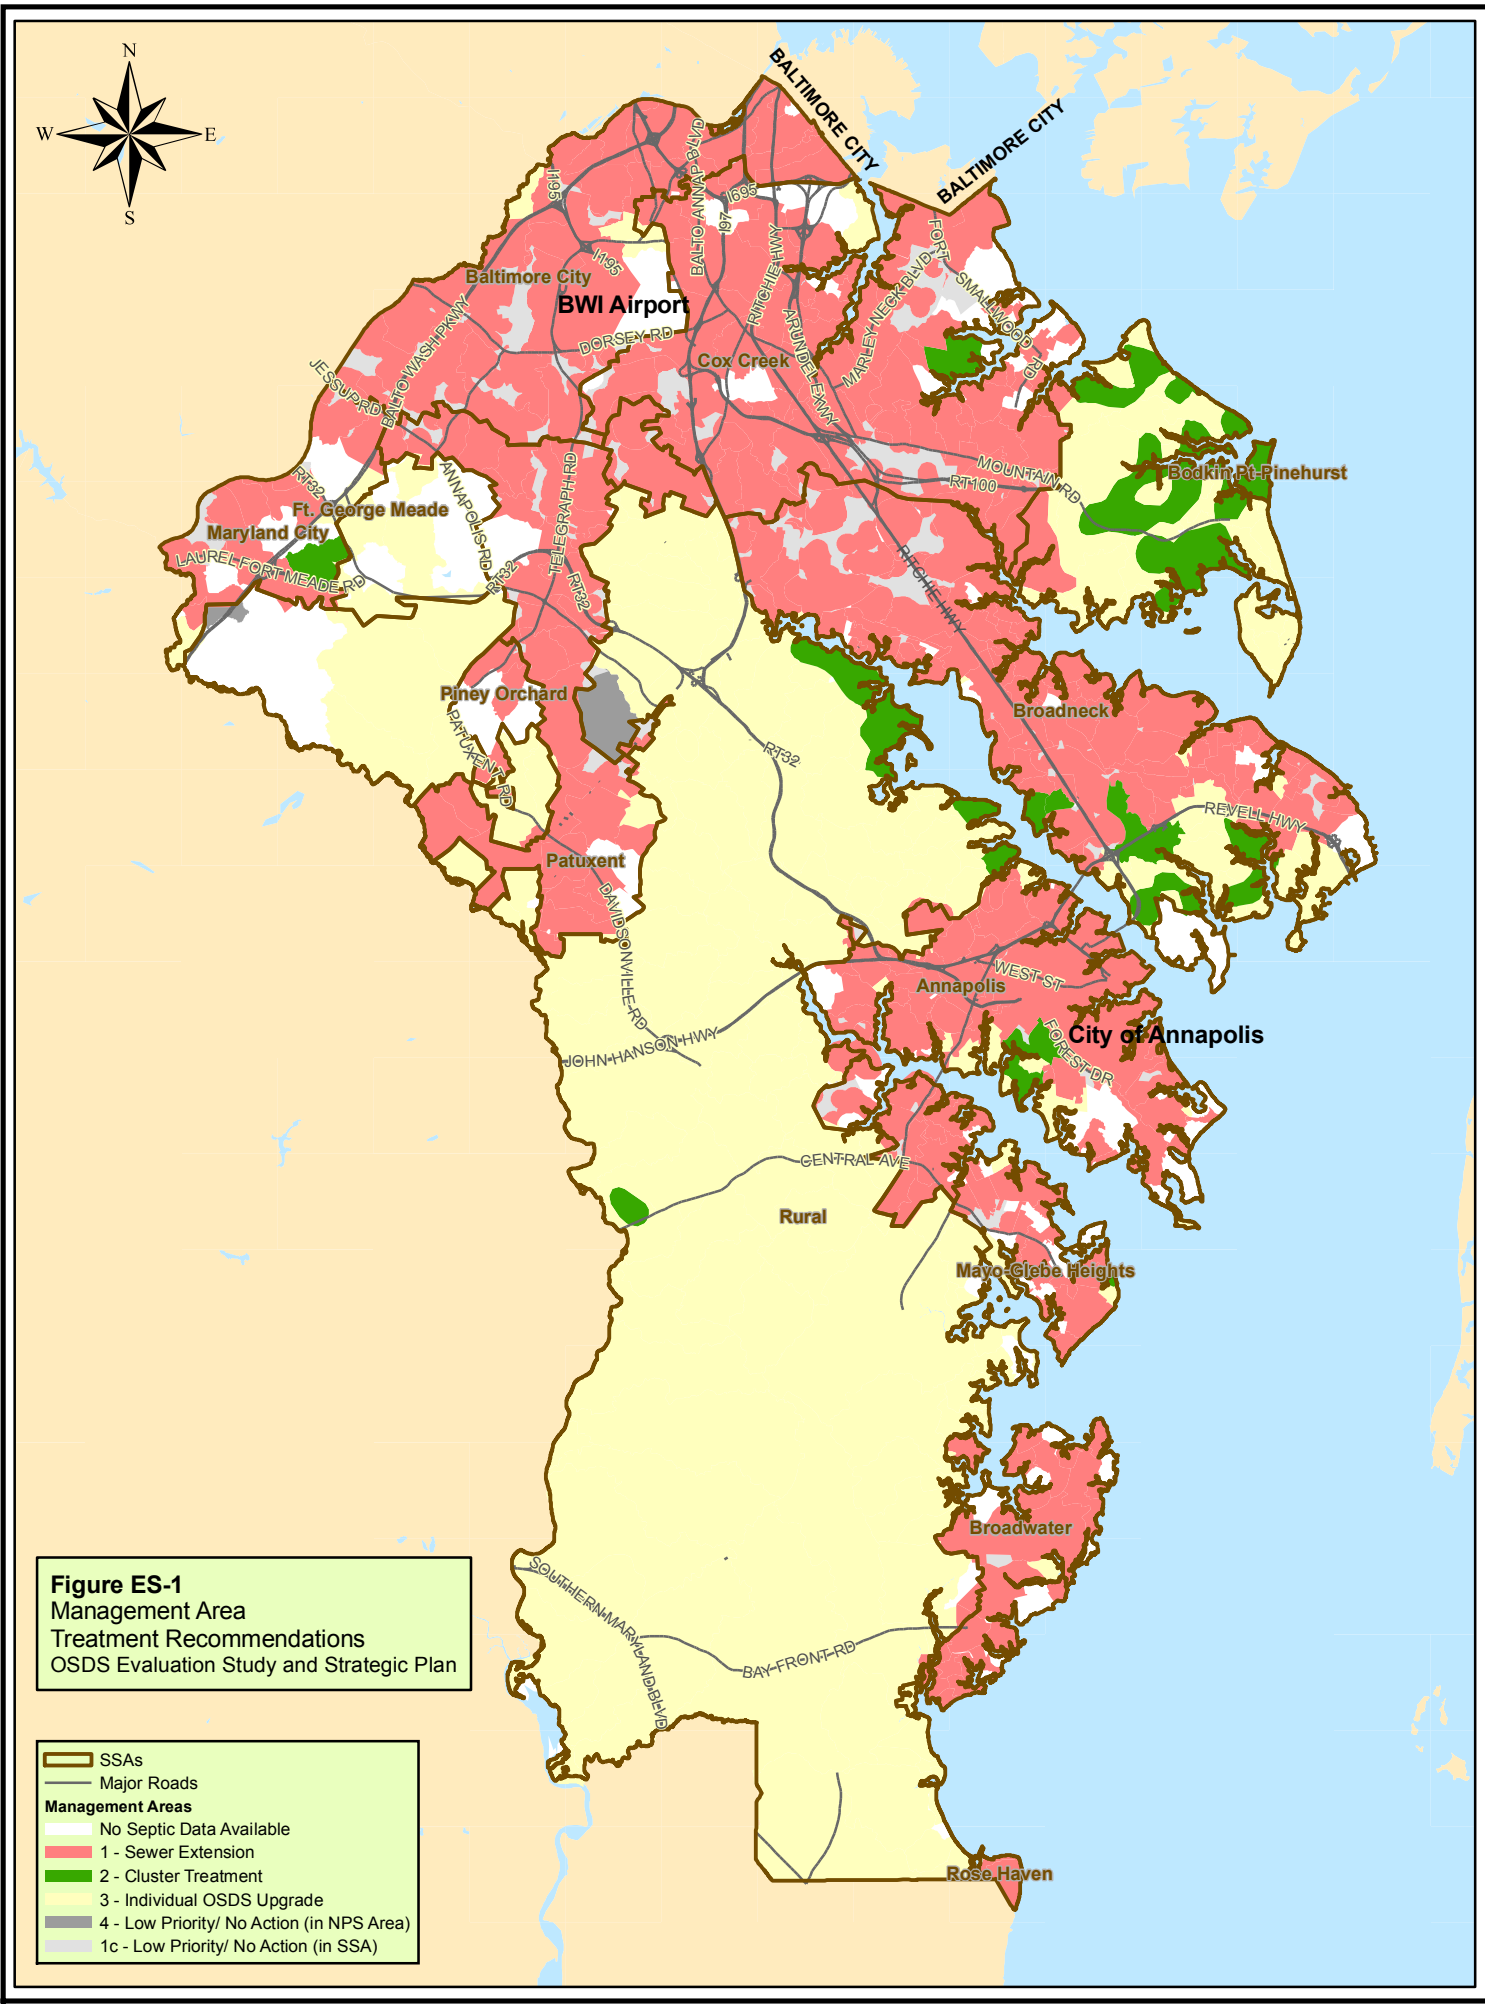 N
W
E
S
BALTIMORE CITY
BALTIMORE CITY
I195
BALTO-ANNAP-BLVD
I695
I97
RITCHIE HWY
FORT SMALLWOOD RD
Baltimore City
I195
BWI Airport
MARLEY NECK BLVD
DORSEY RD
ARUNDEL EXWY
BALTO WASH PKWY
Cox Creek
JESSUP RD
MOUNTAIN RD
RT100
Bodkin Pt-Pinehurst
RT32
ANNAPOLIS RD
TELEGRAPH RD
Ft. George Meade
Maryland City
LAUREL FORT MEADE RD
RT32
RT32
RITCHIE HWY
Piney Orchard
Broadneck
PATUXENT RD
RT32
REVELL HWY
Patuxent
DAVIDSONVILLE RD
WEST ST
Annapolis
City of Annapolis
FOREST DR
JOHN HANSON HWY
CENTRAL AVE
Rural
Mayo-Glebe Heights
Broadwater
SOUTHERN MARYLAND BLVD
BAY FRONT RD
Rose Haven
Figure ES-1
Management Area
Treatment Recommendations
OSDS Evaluation Study and Strategic Plan
SSAs
Major Roads
Management Areas
No Septic Data Available
1 - Sewer Extension
2 - Cluster Treatment
3 - Individual OSDS Upgrade
4 - Low Priority/ No Action (in NPS Area)
1c - Low Priority/ No Action (in SSA)